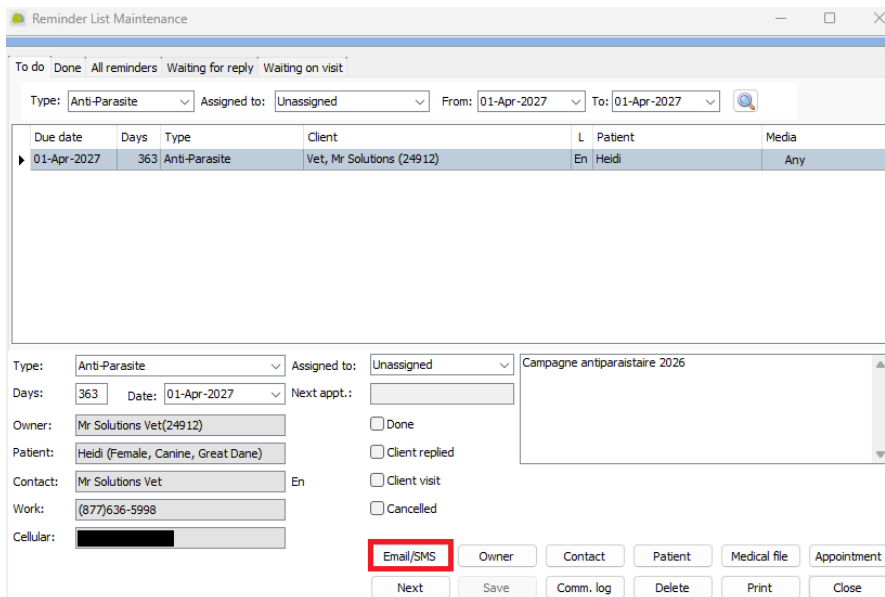 Reminder List Maintenance
To do Done All reminders Waiting for reply Waiting on visit
Type: Anti-Parasite Assigned to: Unassigned From: 01-Apr-2027 To: 01-Apr-2027
Due date Days Type Client L Patient Media
01-Apr-2027 363 Anti-Parasite Vet, Mr Solutions (24912) En Heidi Any
Type: Anti-Parasite Assigned to: Unassigned Campagne antiparaistaire 2026
Days: 363 Date: 01-Apr-2027 Next appt.:
Owner: Mr Solutions Vet(24912) Done
Patient: Heidi (Female, Canine, Great Dane) Client replied
Contact: Mr Solutions Vet En Client visit
Work: (877)636-5998 Cancelled
Cellular:
Email/SMS Owner Contact Patient Medical file Appointment
Next Save Comm. log Delete Print Close